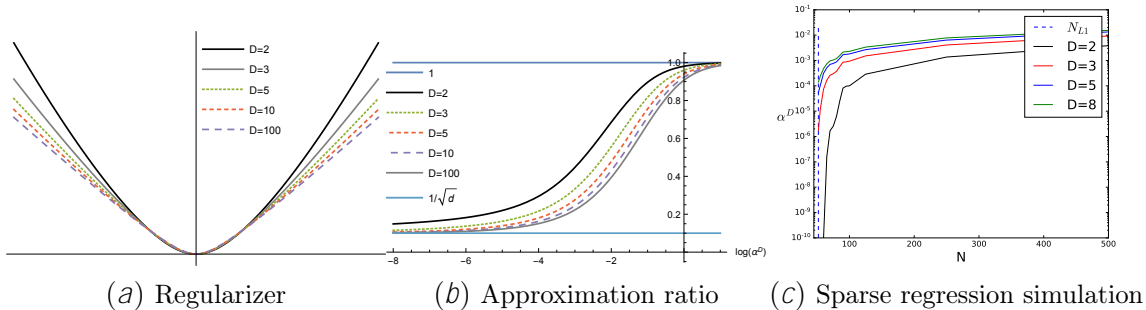 D=2
D=3
D=5
D=10
D=100
1
D=2
D=3
D=5
D=10
D=100
1/√d
1.0
0.8
0.6
0.4
0.2
-8
-6
-4
-2
0
log(α^D)
10^-1
10^-2
10^-3
10^-4
10^-5
10^-6
10^-7
10^-8
10^-9
10^-10
α^D
N_L1
D=2
D=3
D=5
D=8
100
200
300
400
500
N
(a) Regularizer
(b) Approximation ratio
(c) Sparse regression simulation